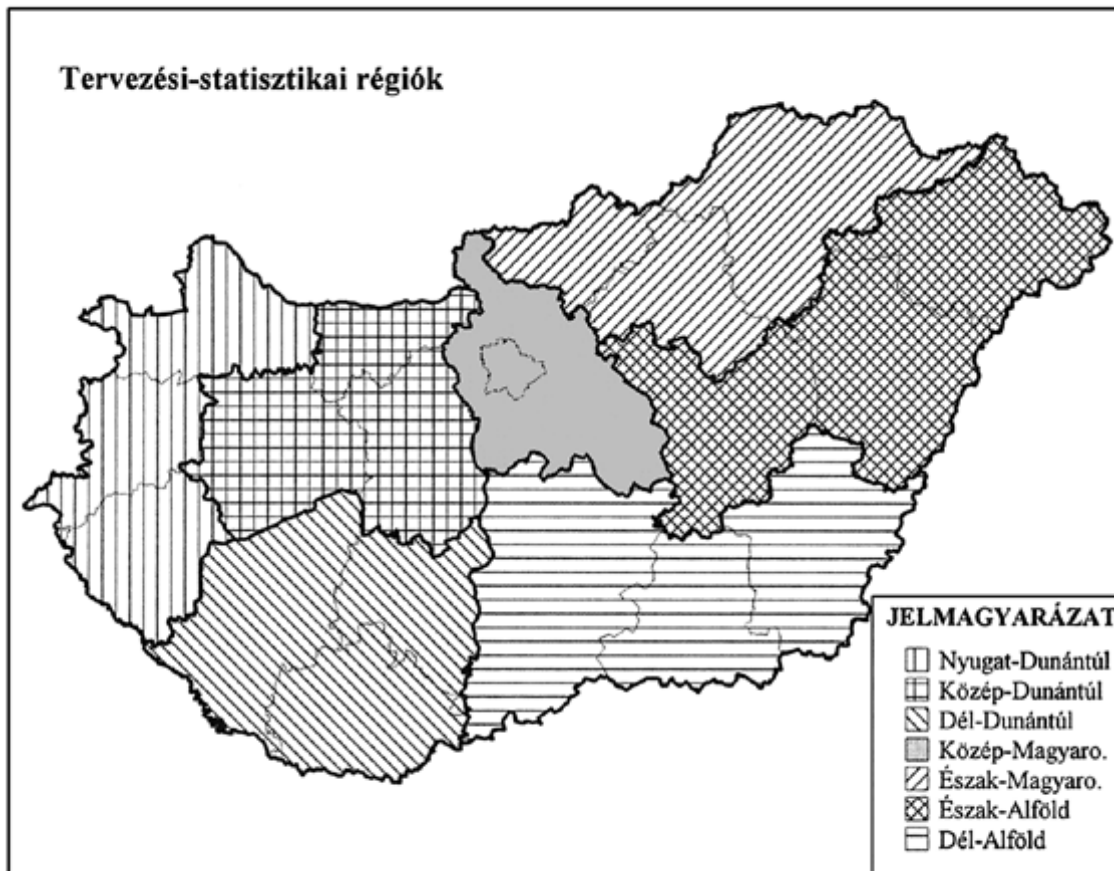 Tervezési-statisztikai régiók
JELMAGYARÁZAT
Nyugat-Dunántúl
Közép-Dunántúl
Dél-Dunántúl
Közép-Magyaro.
Észak-Magyaro.
Észak-Alföld
Dél-Alföld